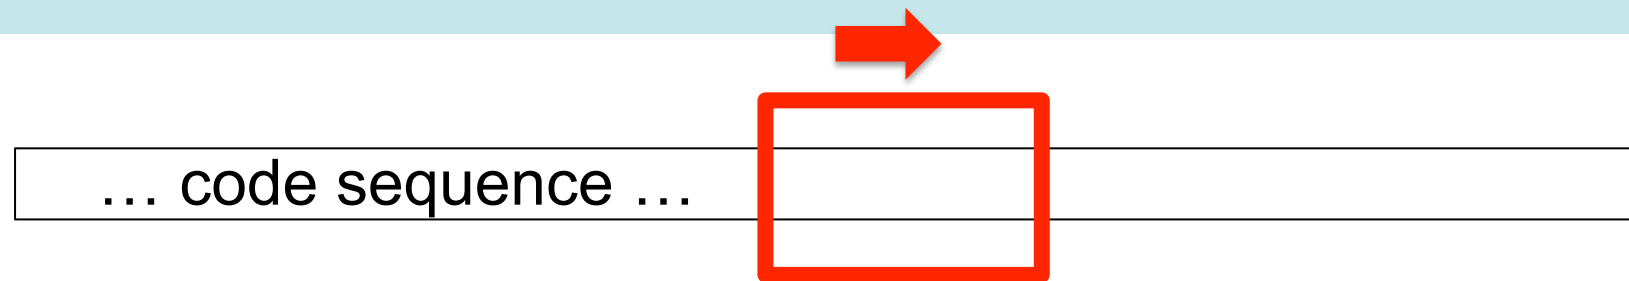 … code sequence …